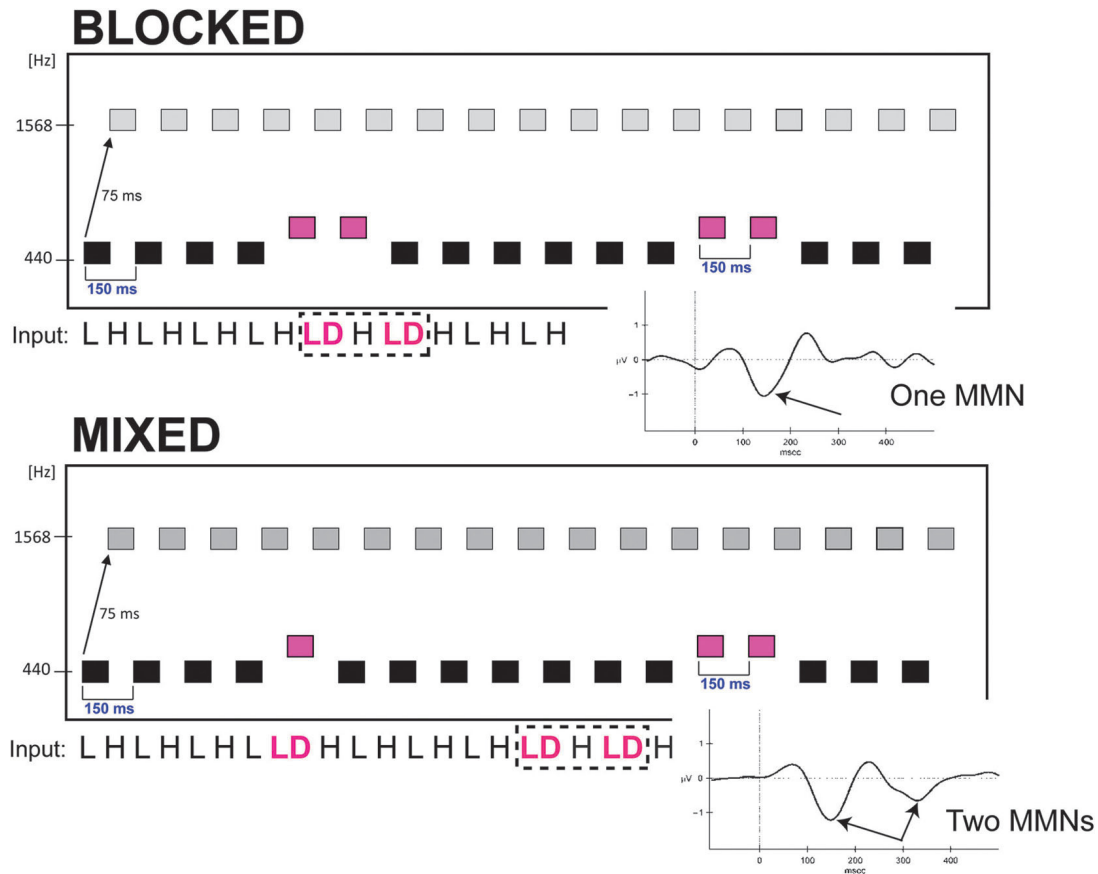 BLOCKED
[Hz]
1568
75 ms
440
150 ms
150 ms
Input: L H L H L H L H LD H LD H L H L H
1
μV 0
−1
0 100 200 300 400
mscc
One MMN
MIXED
[Hz]
1568
75 ms
440
150 ms
150 ms
Input: L H L H L H L LD H L H L H L H LD H LD H
1
μV 0
−1
0 100 200 300 400
mscc
Two MMNs